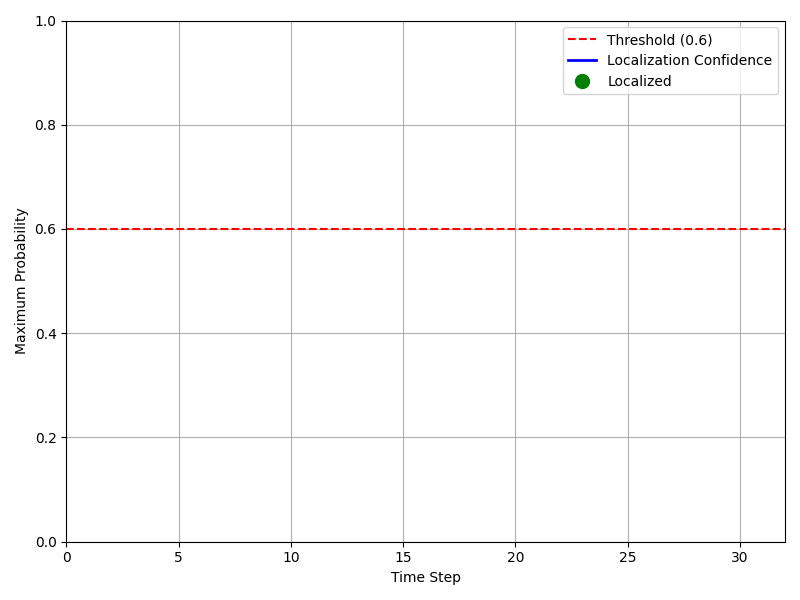 1.0
0.8
0.6
0.4
0.2
0.0
Maximum Probability
Threshold (0.6)
Localization Confidence
Localized
0 5 10 15 20 25 30
Time Step